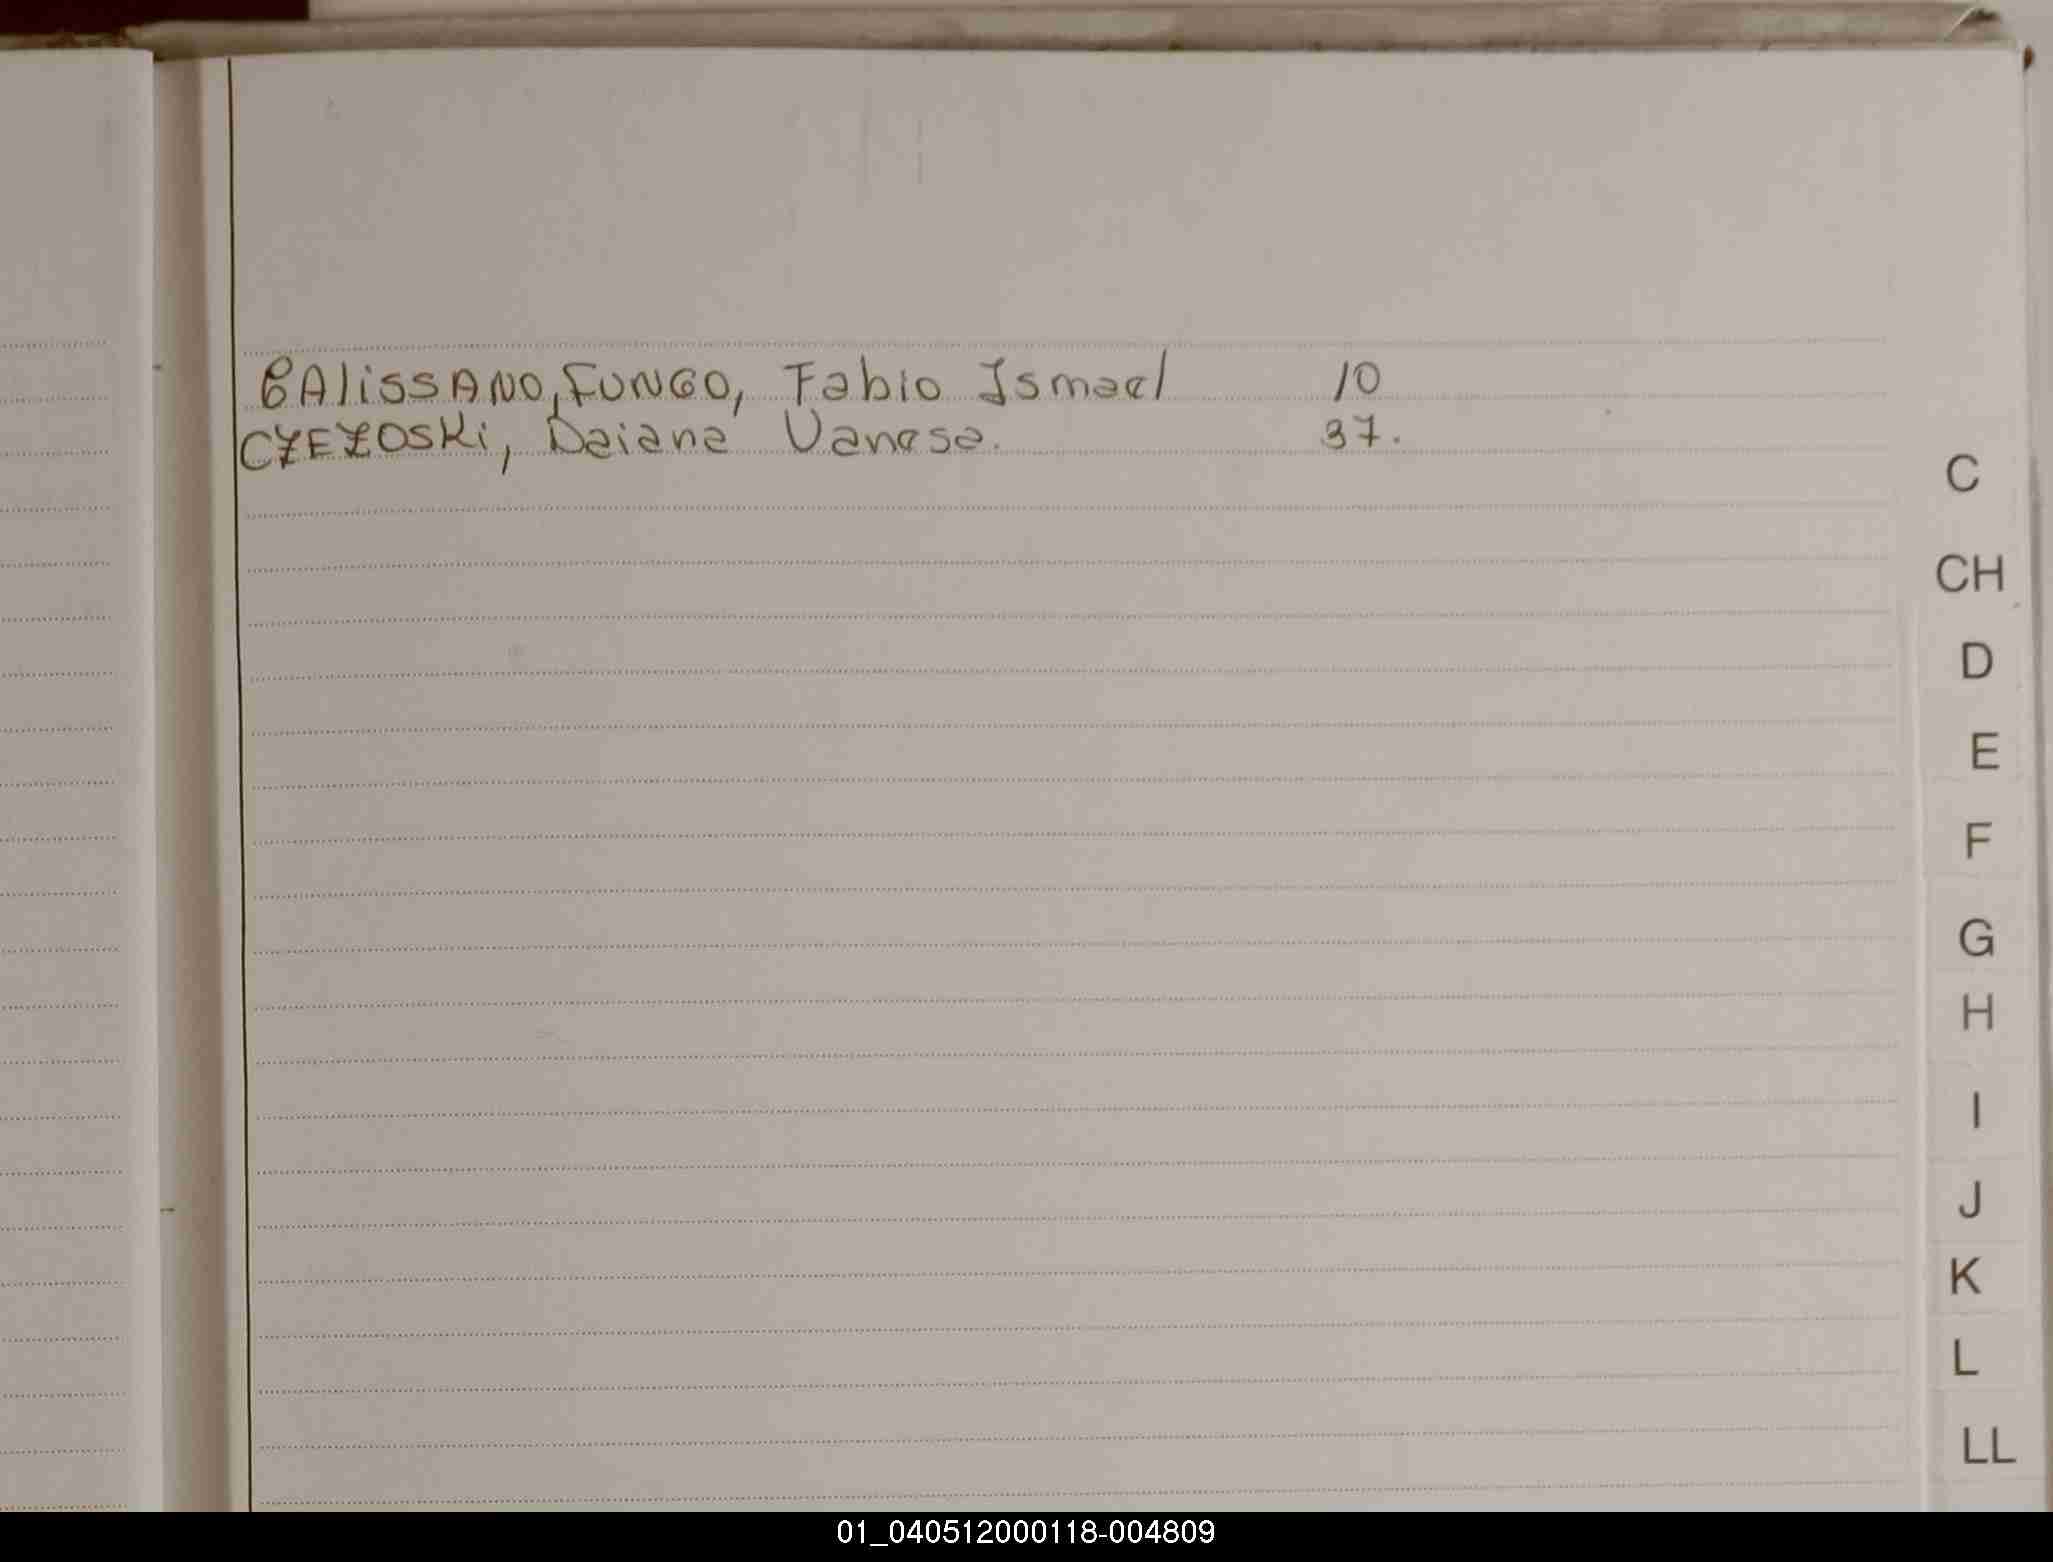 CALISSANO, FUNGO, Fabio Ismael 10
CZEZOSKi, Daiana Vanesa. 37.
C
CH
D
E
F
G
H
I
J
K
L
LL
01_040512000118-004809